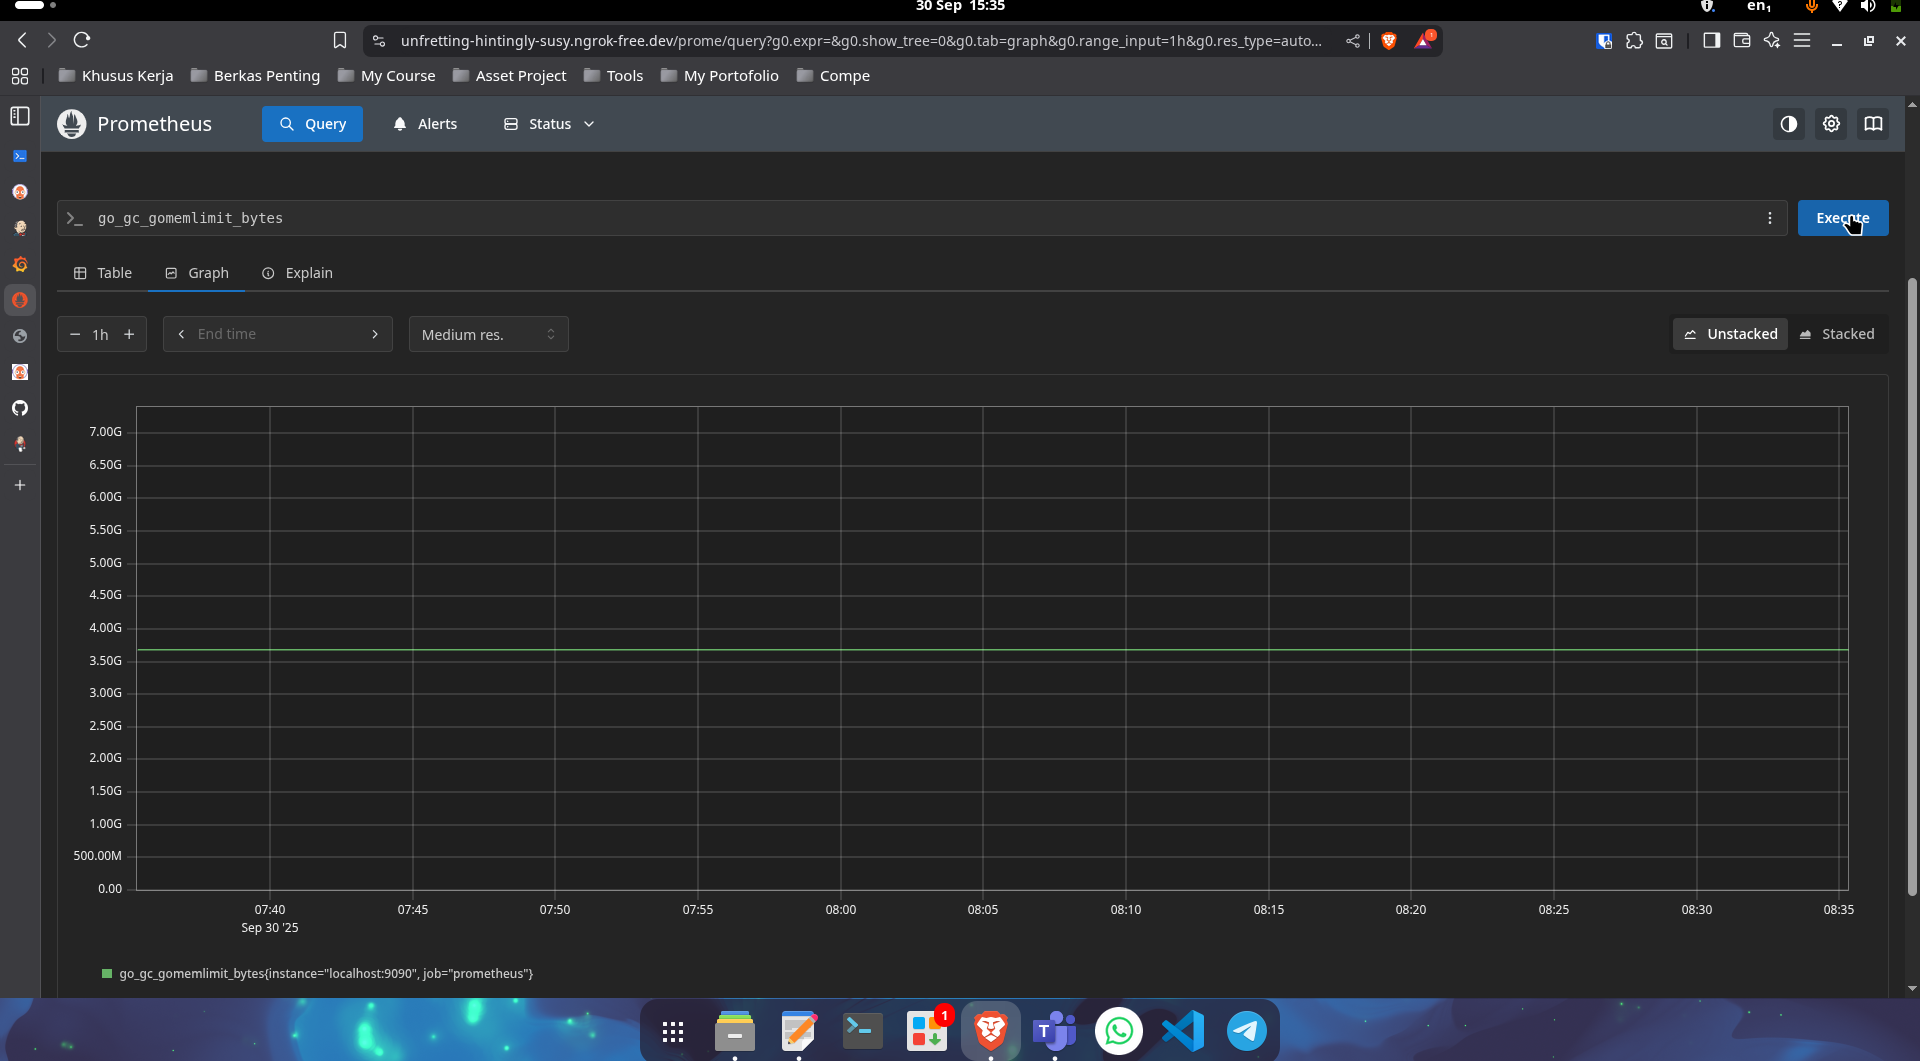 30 Sep 15:35
en₁
unfretting-hintingly-susy.ngrok-free.dev/prome/query?g0.expr=&g0.show_tree=0&g0.tab=graph&g0.range_input=1h&g0.res_type=auto...
1
Khusus Kerja
Berkas Penting
My Course
Asset Project
Tools
My Portofolio
Compe
Prometheus
Query
Alerts
Status
>_ go_gc_gomemlimit_bytes
Execute
Table
Graph
Explain
− 1h +
End time
Medium res.
Unstacked
Stacked
7.00G
6.50G
6.00G
5.50G
5.00G
4.50G
4.00G
3.50G
3.00G
2.50G
2.00G
1.50G
1.00G
500.00M
0.00
07:40 07:45 07:50 07:55 08:00 08:05 08:10 08:15 08:20 08:25 08:30 08:35
Sep 30 '25
go_gc_gomemlimit_bytes{instance="localhost:9090", job="prometheus"}
1
T